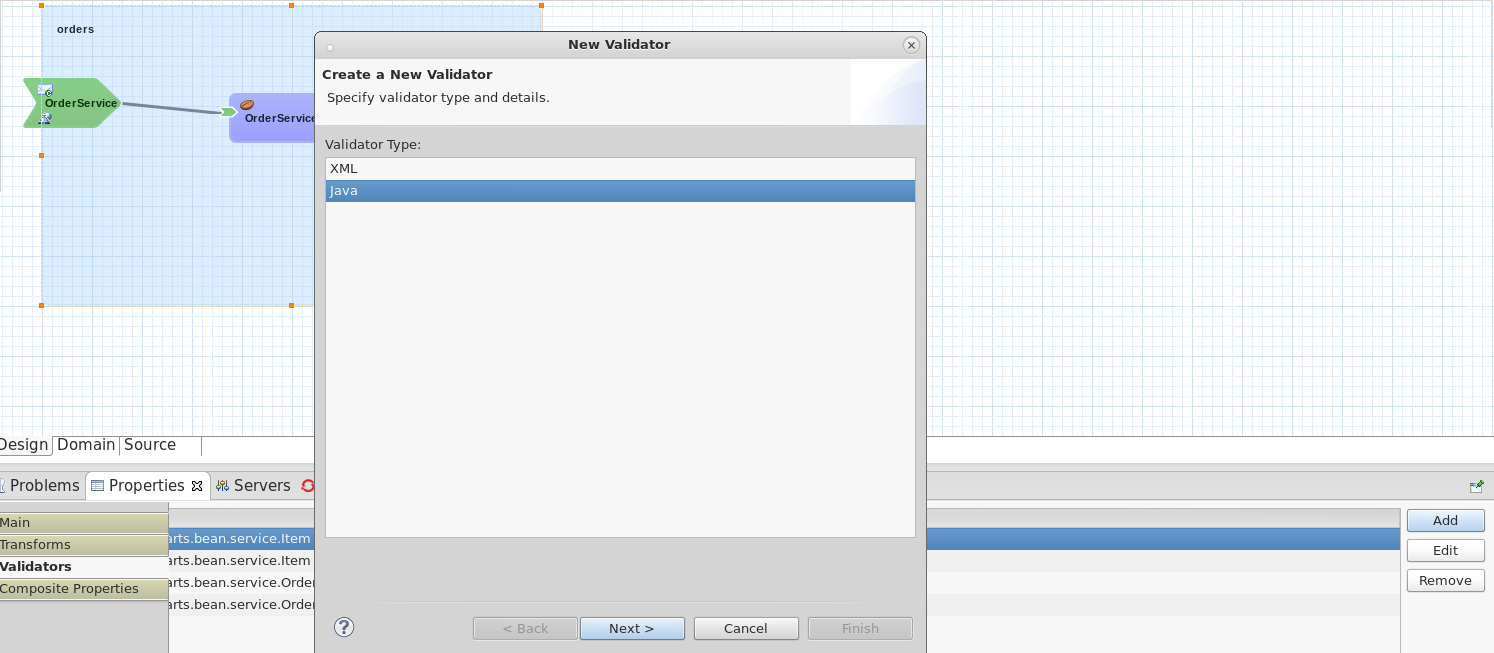 orders
OrderService
OrderService
New Validator
Create a New Validator
Specify validator type and details.
Validator Type:
XML
Java
Design Domain Source
Problems Properties Servers
Main
Transforms
Validators
Composite Properties
arts.bean.service.Item
arts.bean.service.Item
arts.bean.service.Order
arts.bean.service.Order
Add
Edit
Remove
?
< Back Next > Cancel Finish